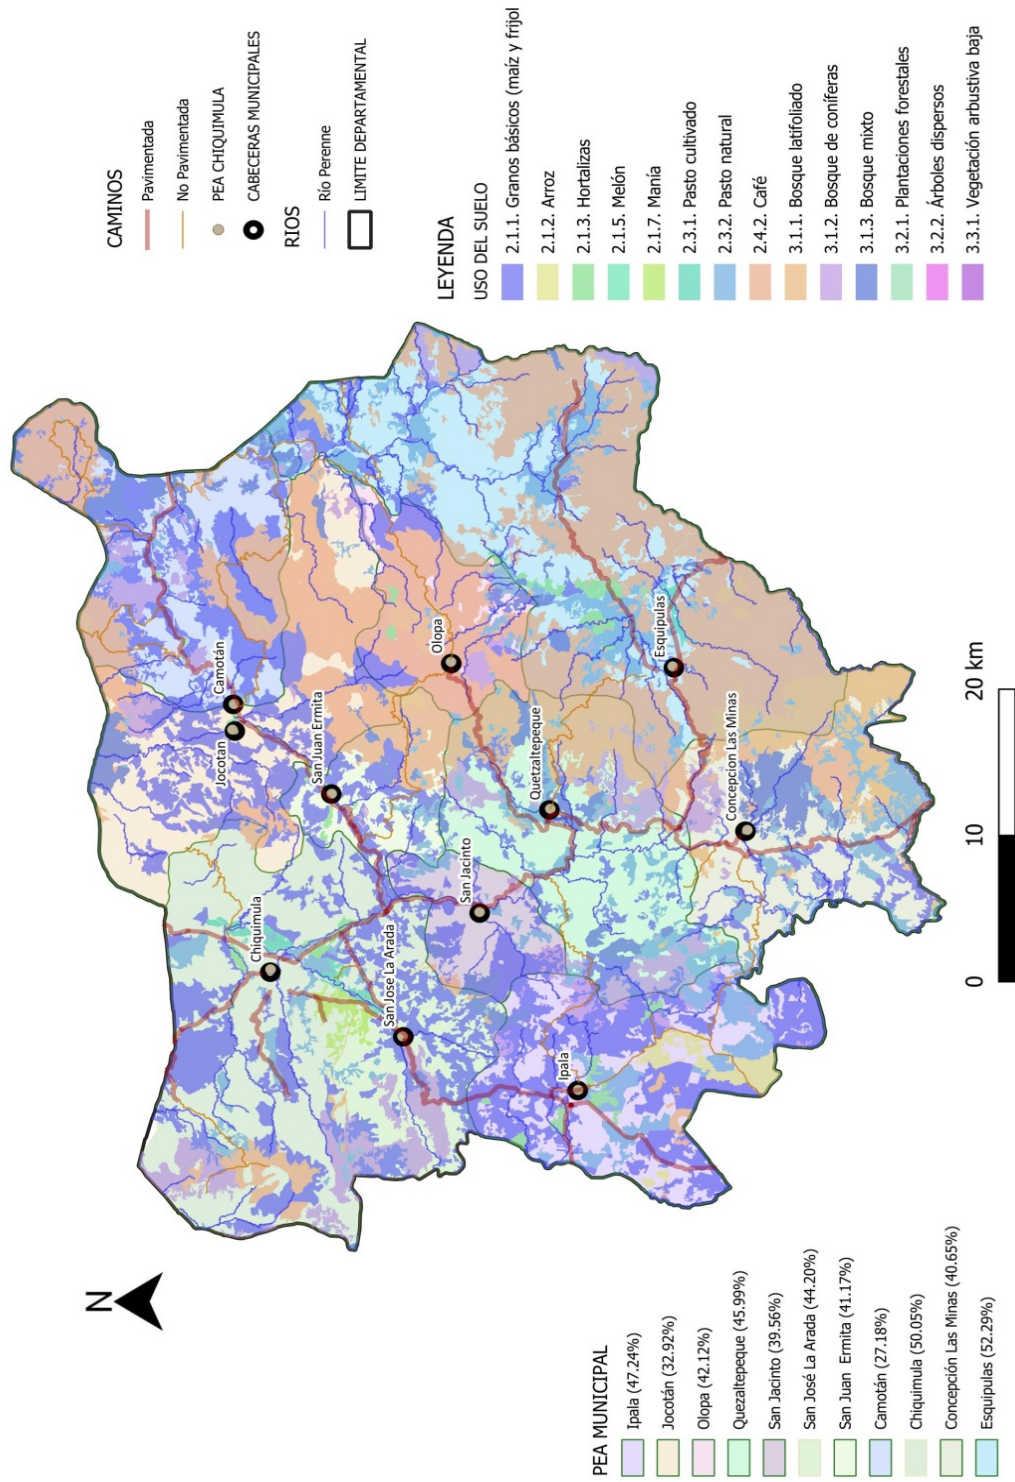 CAMINOS
Pavimentada
No Pavimentada
PEA CHIQUIMULA
CABECERAS MUNICIPALES
RIOS
Río Perenne
LIMITE DEPARTAMENTAL
LEYENDA
USO DEL SUELO
2.1.1. Granos básicos (maíz y frijol
2.1.2. Arroz
2.1.3. Hortalizas
2.1.5. Melón
2.1.7. Manía
2.3.1. Pasto cultivado
2.3.2. Pasto natural
2.4.2. Café
3.1.1. Bosque latifoliado
3.1.2. Bosque de coníferas
3.1.3. Bosque mixto
3.2.1. Plantaciones forestales
3.2.2. Árboles dispersos
3.3.1. Vegetación arbustiva baja
Camotán
Jocotan
San Juan Ermita
Chiquimula
Olopa
San Jacinto
San Jose La Arada
Quetzaltepeque
Esquipulas
Ipala
Concepcion Las Minas
N
PEA MUNICIPAL
Ipala (47.24%)
Jocotán (32.92%)
Olopa (42.12%)
Quezaltepeque (45.99%)
San Jacinto (39.56%)
San José La Arada (44.20%)
San Juan Ermita (41.17%)
Camotán (27.18%)
Chiquimula (50.05%)
Concepción Las Minas (40.65%)
Esquipulas (52.29%)
0 10 20 km